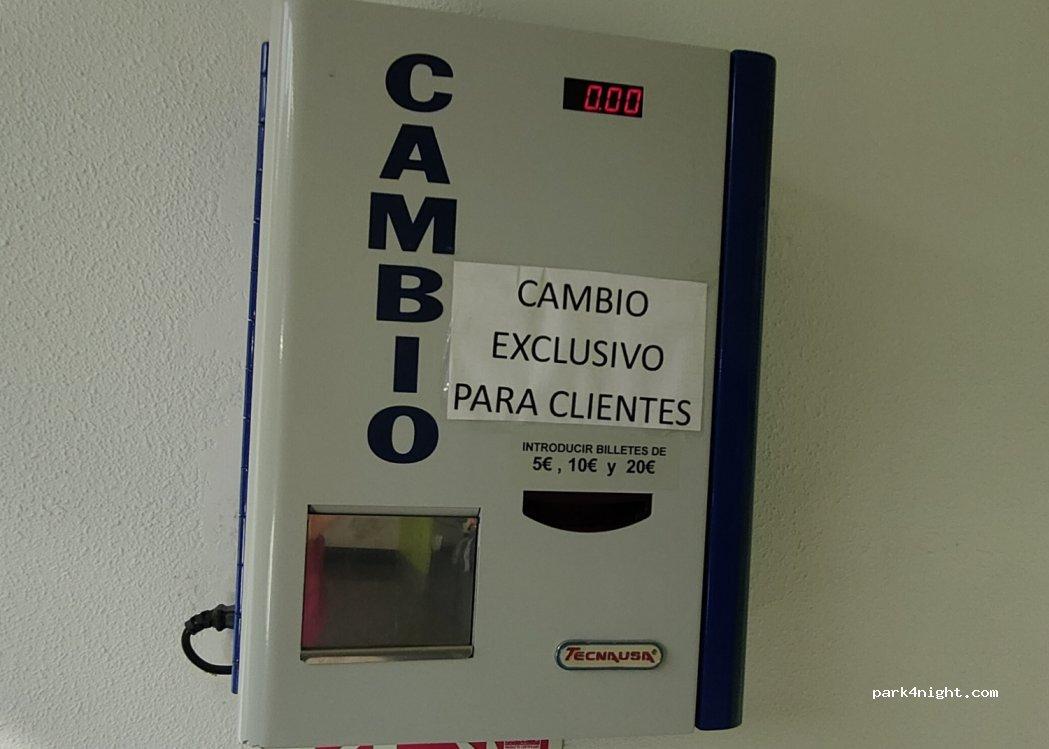 CAMBIO
0.00
CAMBIO
EXCLUSIVO
PARA CLIENTES
INTRODUCIR BILLETES DE
5€ , 10€ y 20€
TECNAUSA®
park4night.com